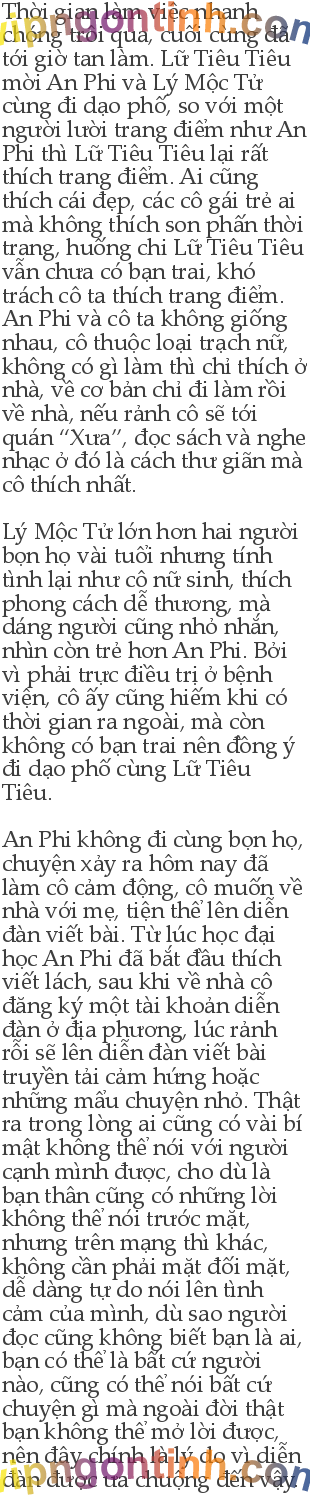 Thời gian làm việc nhanh
chóng trôi qua, cuối cùng đã
tới giờ tan làm. Lữ Tiêu Tiêu
mời An Phi và Lý Mộc Tử
cùng đi dạo phố, so với một
người lười trang điểm như An
Phi thì Lữ Tiêu Tiêu lại rất
thích trang điểm. Ai cũng
thích cái đẹp, các cô gái trẻ ai
mà không thích son phấn thời
trang, huống chi Lữ Tiêu Tiêu
vẫn chưa có bạn trai, khó
trách cô ta thích trang điểm.
An Phi và cô ta không giống
nhau, cô thuộc loại trạch nữ,
không có gì làm thì chỉ thích ở
nhà, về cơ bản chỉ đi làm rồi
về nhà, nếu rảnh cô sẽ tới
quán “Xưa”, đọc sách và nghe
nhạc ở đó là cách thư giãn mà
cô thích nhất.

Lý Mộc Tử lớn hơn hai người
bọn họ vài tuổi nhưng tính
tình lại như cô nữ sinh, thích
phong cách dễ thương, mà
dáng người cũng nhỏ nhắn,
nhìn còn trẻ hơn An Phi. Bởi
vì phải trực điều trị ở bệnh
viện, cô ấy cũng hiếm khi có
thời gian ra ngoài, mà còn
không có bạn trai nên đồng ý
đi dạo phố cùng Lữ Tiêu
Tiêu.

An Phi không đi cùng bọn họ,
chuyện xảy ra hôm nay đã
làm cô cảm động, cô muốn về
nhà với mẹ, tiện thể lên diễn
đàn viết bài. Từ lúc học đại
học An Phi đã bắt đầu thích
viết lách, sau khi về nhà cô
đăng ký một tài khoản diễn
đàn ở địa phương, lúc rảnh
rỗi sẽ lên diễn đàn viết bài
truyền tải cảm hứng hoặc
những mẩu chuyện nhỏ. Thật
ra trong lòng ai cũng có vài bí
mật không thể nói với người
cạnh mình được, cho dù là
bạn thân cũng có những lời
không thể nói trước mặt,
nhưng trên mạng thì khác,
không cần phải mặt đối mặt,
dễ dàng tự do nói lên tình
cảm của mình, dù sao người
đọc cũng không biết bạn là ai,
bạn có thể là bất cứ người
nào, cũng có thể nói bất cứ
chuyện gì mà ngoài đời thật
bạn không thể mở lời được,
nên đây chính là lý do vì diễn
đàn được ưa chuộng đến vậy.